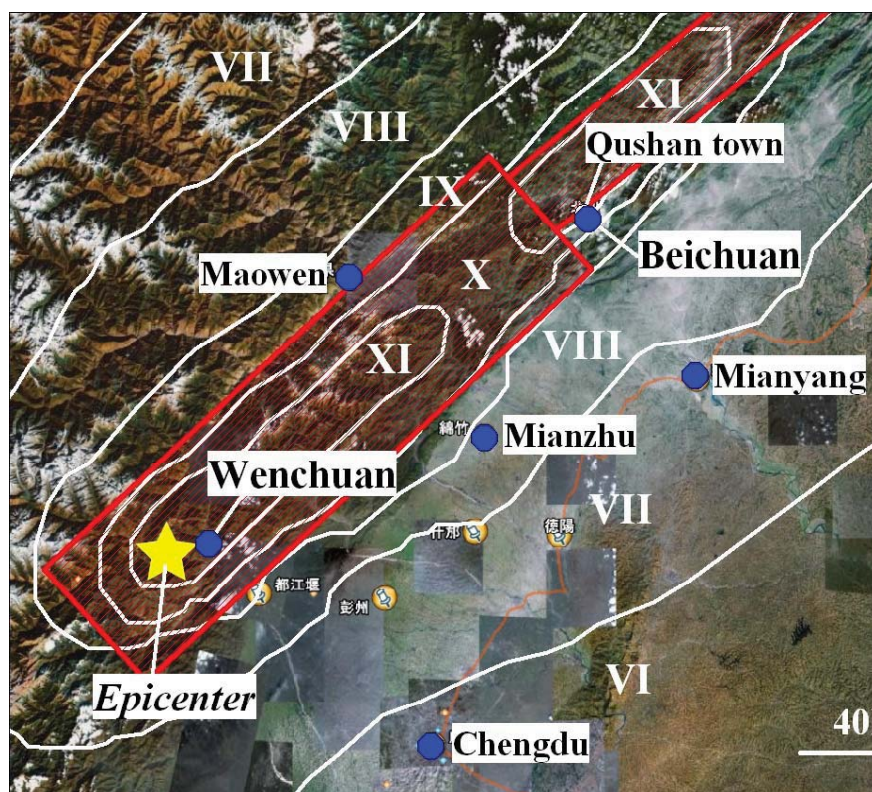 VII
XI
VIII
Qushan town
IX
Beichuan
Maowen
X
XI
VIII
Mianyang
綿竹
Mianzhu
Wenchuan
VII
什邡
徳陽
都江堰
彭州
VI
Epicenter
Chengdu
40